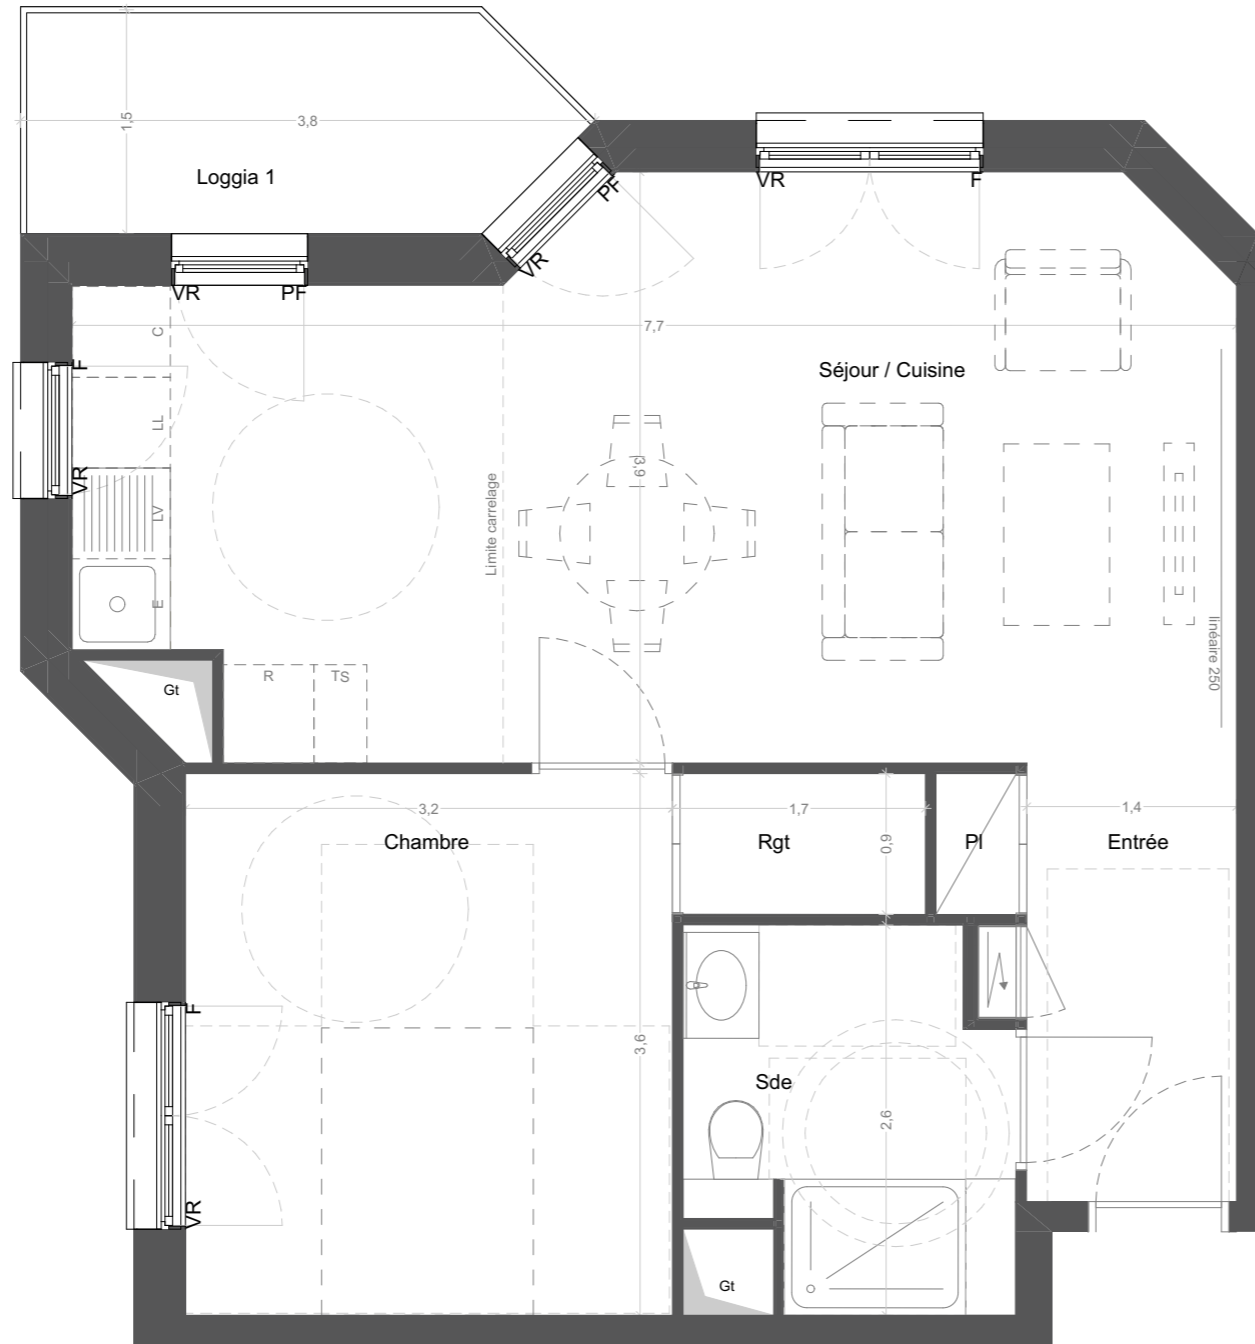 1,5
3,8
Loggia 1
PF
VR
VR
F
VR
PF
C
7,7
Séjour / Cuisine
F
LL
VR
LV
E
Limite carrelage
3,9
linéaire 250
Gt
R
TS
3,2
1,7
1,4
Chambre
Rgt
0,9
Pl
Entrée
F
3,6
Sde
2,6
VR
Gt